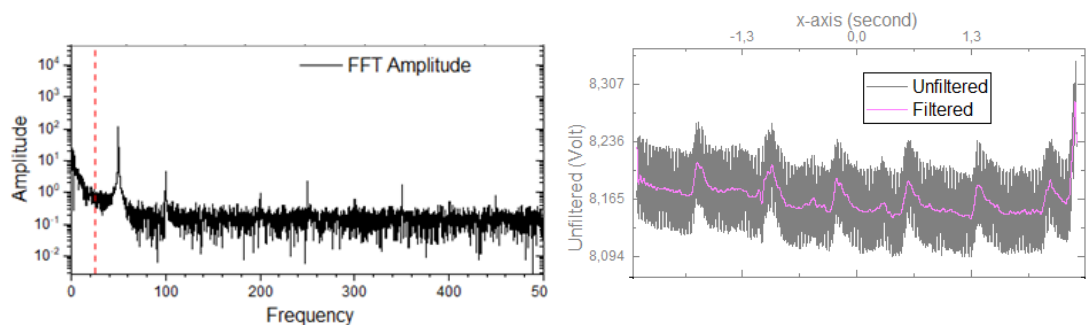 FFT Amplitude
Amplitude
10⁴
10³
10²
10¹
10⁰
10⁻¹
10⁻²
0
100
200
300
400
50
Frequency
x-axis (second)
-1,3
0,0
1,3
Unfiltered
Filtered
Unfiltered (Volt)
8,307
8,236
8,165
8,094